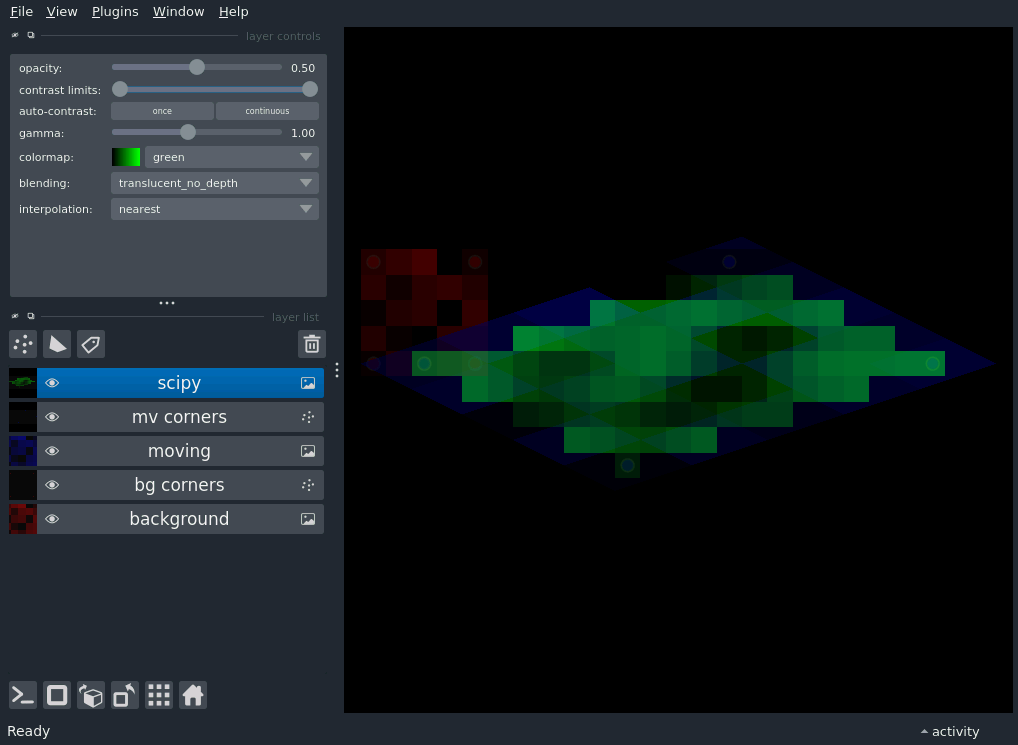 File View Plugins Window Help
layer controls
opacity: 0.50
contrast limits:
auto-contrast: once continuous
gamma: 1.00
colormap: green
blending: translucent_no_depth
interpolation: nearest
layer list
scipy
mv corners
moving
bg corners
background
Ready activity